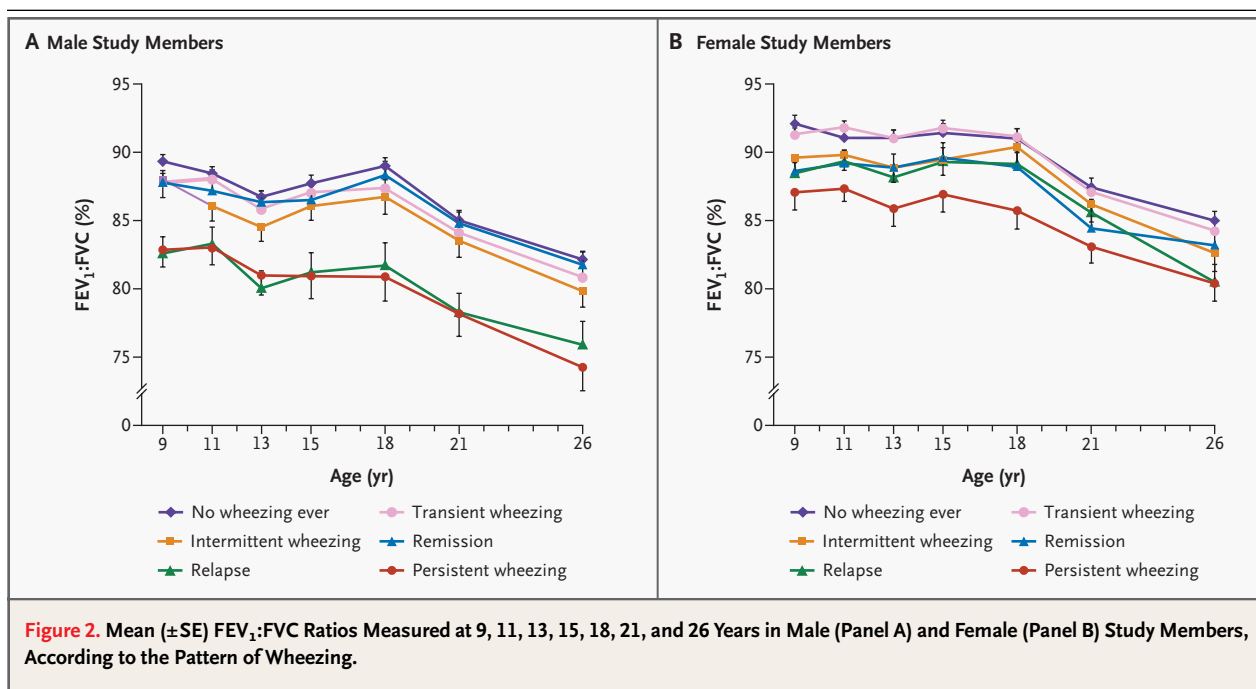 A Male Study Members
FEV₁:FVC (%)
95
90
85
80
75
0
9 11 13 15 18 21 26
Age (yr)
No wheezing ever Transient wheezing
Intermittent wheezing Remission
Relapse Persistent wheezing
B Female Study Members
FEV₁:FVC (%)
95
90
85
80
75
0
9 11 13 15 18 21 26
Age (yr)
No wheezing ever Transient wheezing
Intermittent wheezing Remission
Relapse Persistent wheezing
Figure 2. Mean (±SE) FEV₁:FVC Ratios Measured at 9, 11, 13, 15, 18, 21, and 26 Years in Male (Panel A) and Female (Panel B) Study Members,
According to the Pattern of Wheezing.